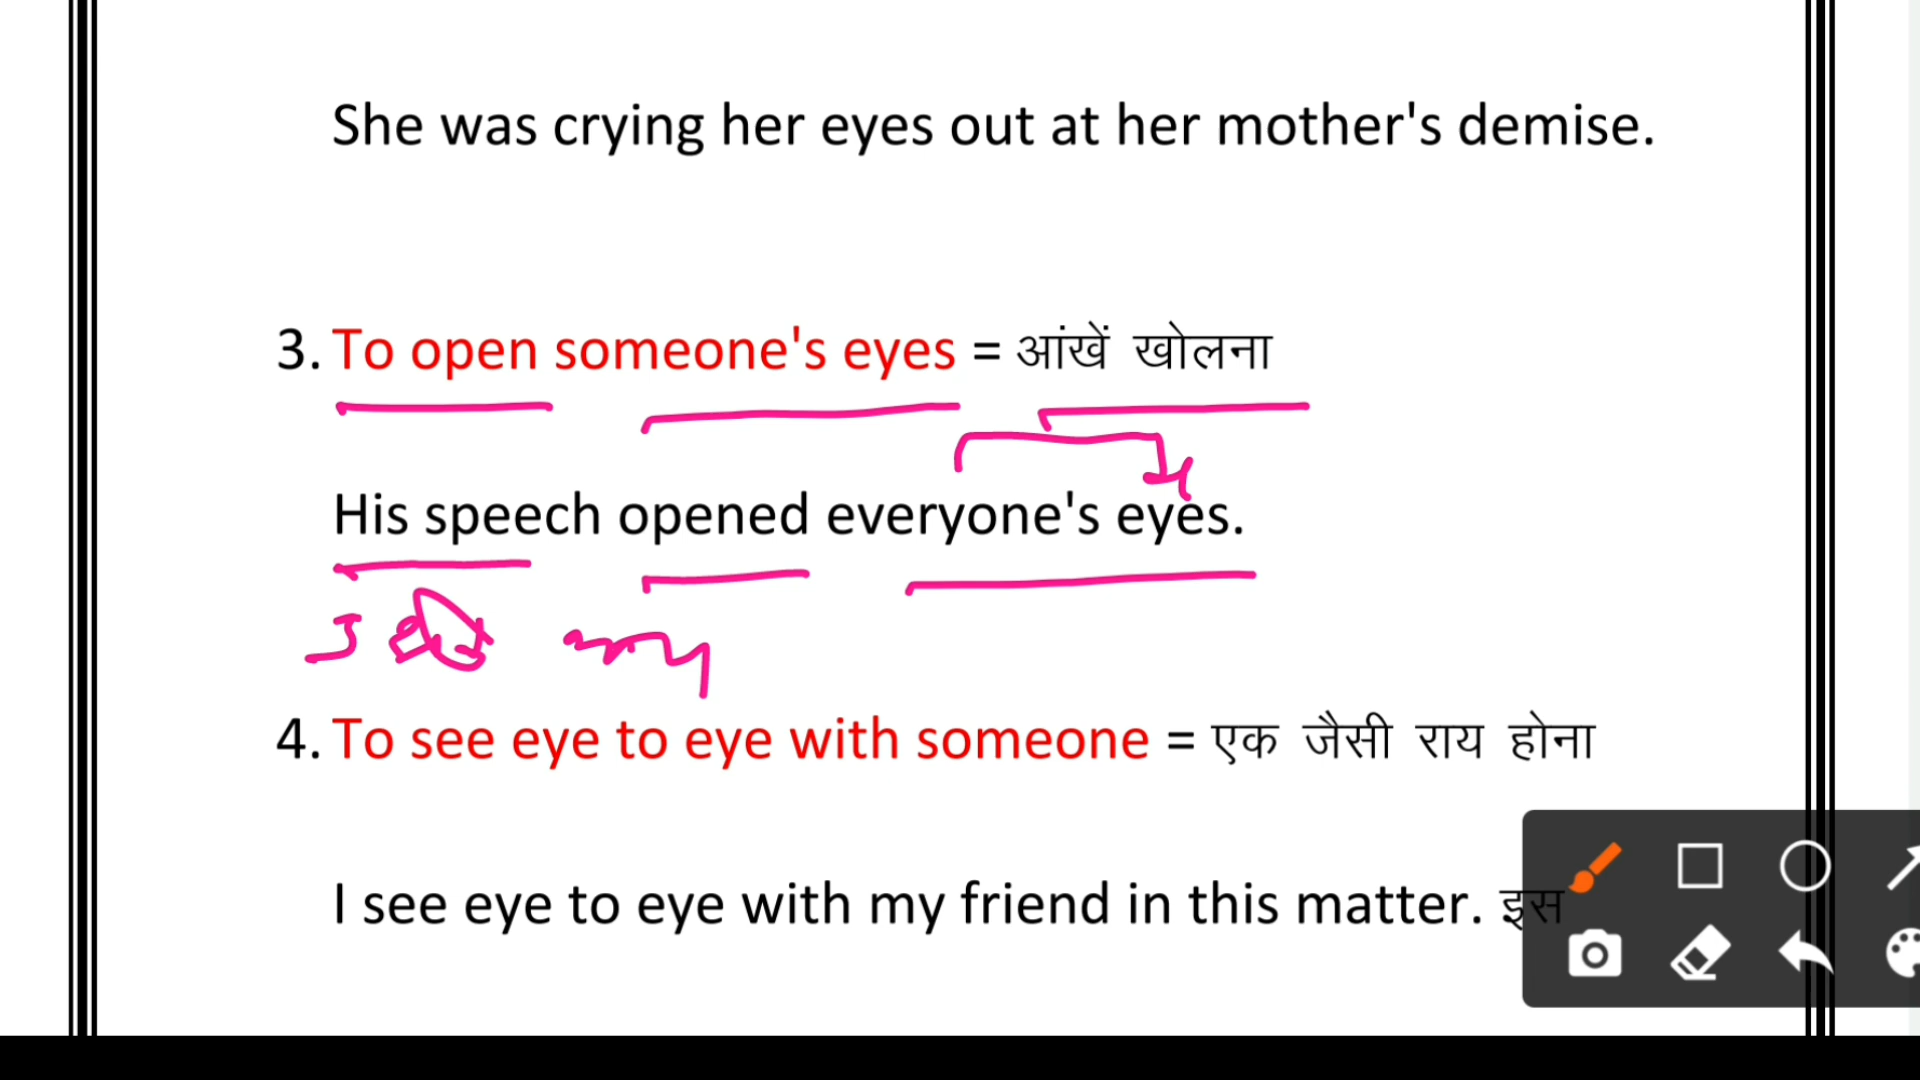 She was crying her eyes out at her mother's demise.
3. To open someone's eyes = आंखें खोलना
His speech opened everyone's eyes.
4. To see eye to eye with someone = एक जैसी राय होना
I see eye to eye with my friend in this matter. इस